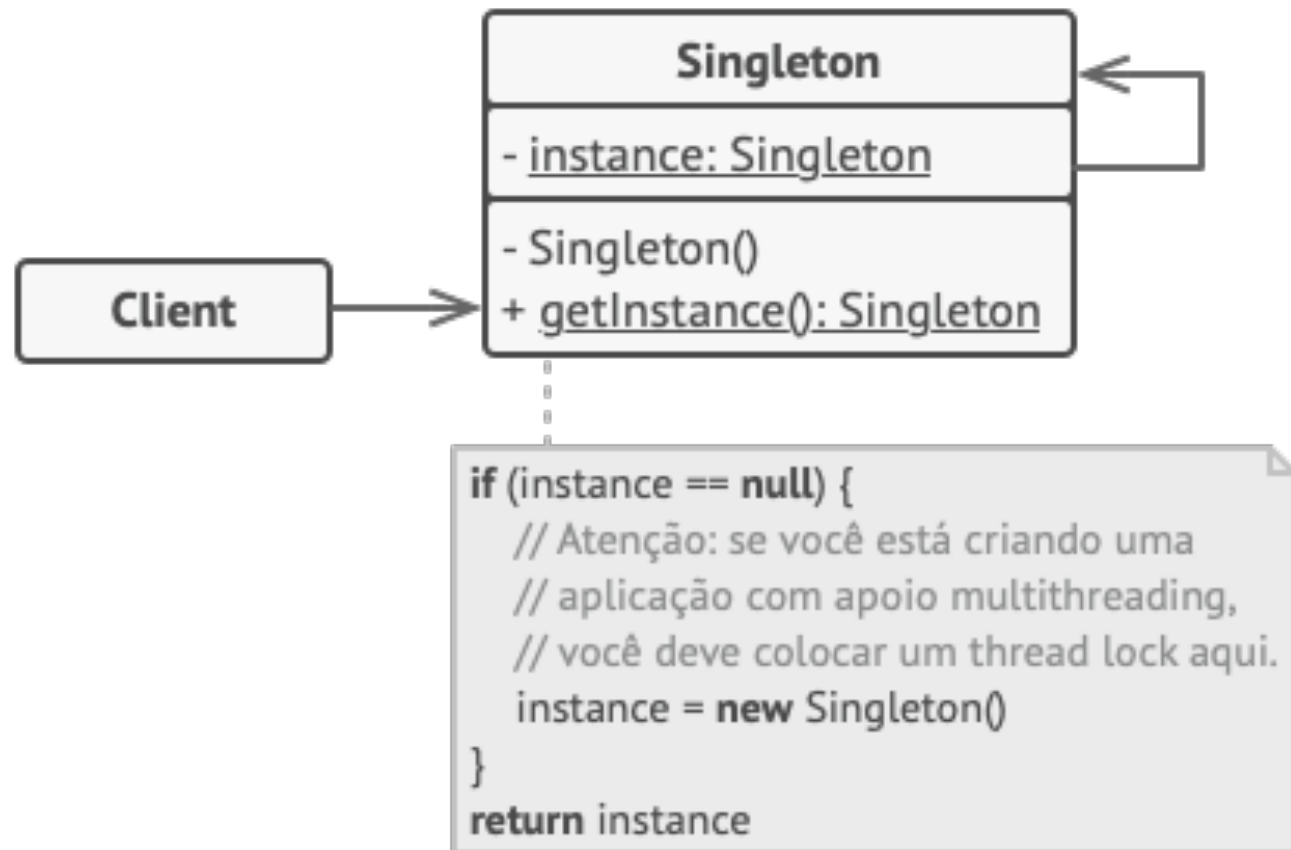 Singleton
- instance: Singleton
- Singleton()
+ getInstance(): Singleton
Client
if (instance == null) {
// Atenção: se você está criando uma
// aplicação com apoio multithreading,
// você deve colocar um thread lock aqui.
instance = new Singleton()
}
return instance